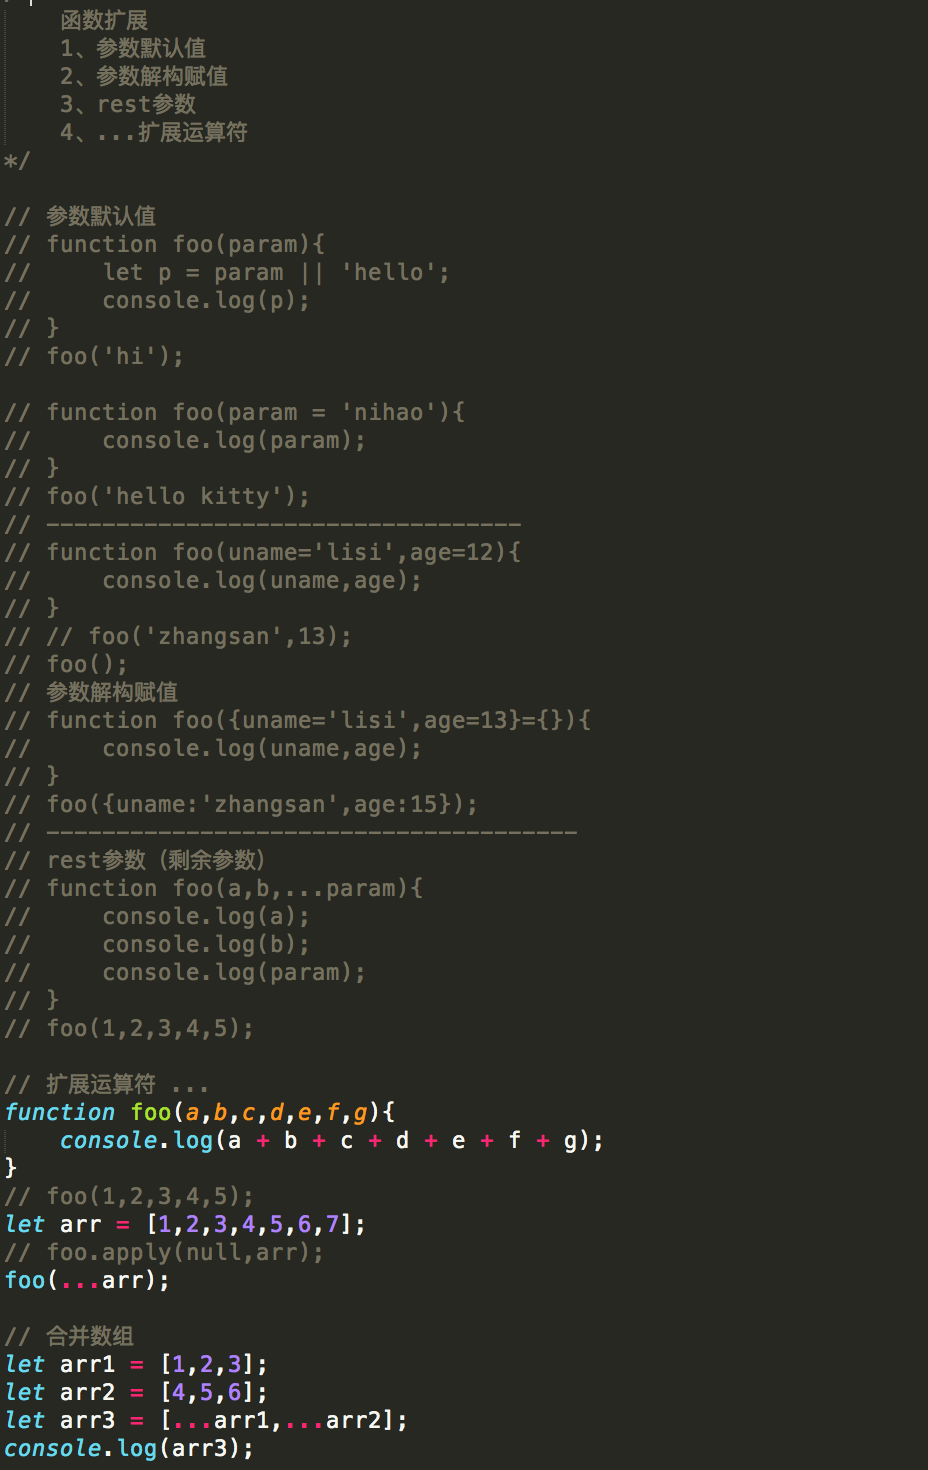 函数扩展
1、参数默认值
2、参数解构赋值
3、rest参数
4、...扩展运算符
*/
// 参数默认值
// function foo(param){
//     let p = param || 'hello';
//     console.log(p);
// }
// foo('hi');
// function foo(param = 'nihao'){
//     console.log(param);
// }
// foo('hello kitty');
// ----------------------------------
// function foo(uname='lisi',age=12){
//     console.log(uname,age);
// }
// // foo('zhangsan',13);
// foo();
// 参数解构赋值
// function foo({uname='lisi',age=13}={}){
//     console.log(uname,age);
// }
// foo({uname:'zhangsan',age:15});
// --------------------------------------
// rest参数（剩余参数）
// function foo(a,b,...param){
//     console.log(a);
//     console.log(b);
//     console.log(param);
// }
// foo(1,2,3,4,5);
// 扩展运算符 ...
function foo(a,b,c,d,e,f,g){
    console.log(a + b + c + d + e + f + g);
}
// foo(1,2,3,4,5);
let arr = [1,2,3,4,5,6,7];
// foo.apply(null,arr);
foo(...arr);
// 合并数组
let arr1 = [1,2,3];
let arr2 = [4,5,6];
let arr3 = [...arr1,...arr2];
console.log(arr3);